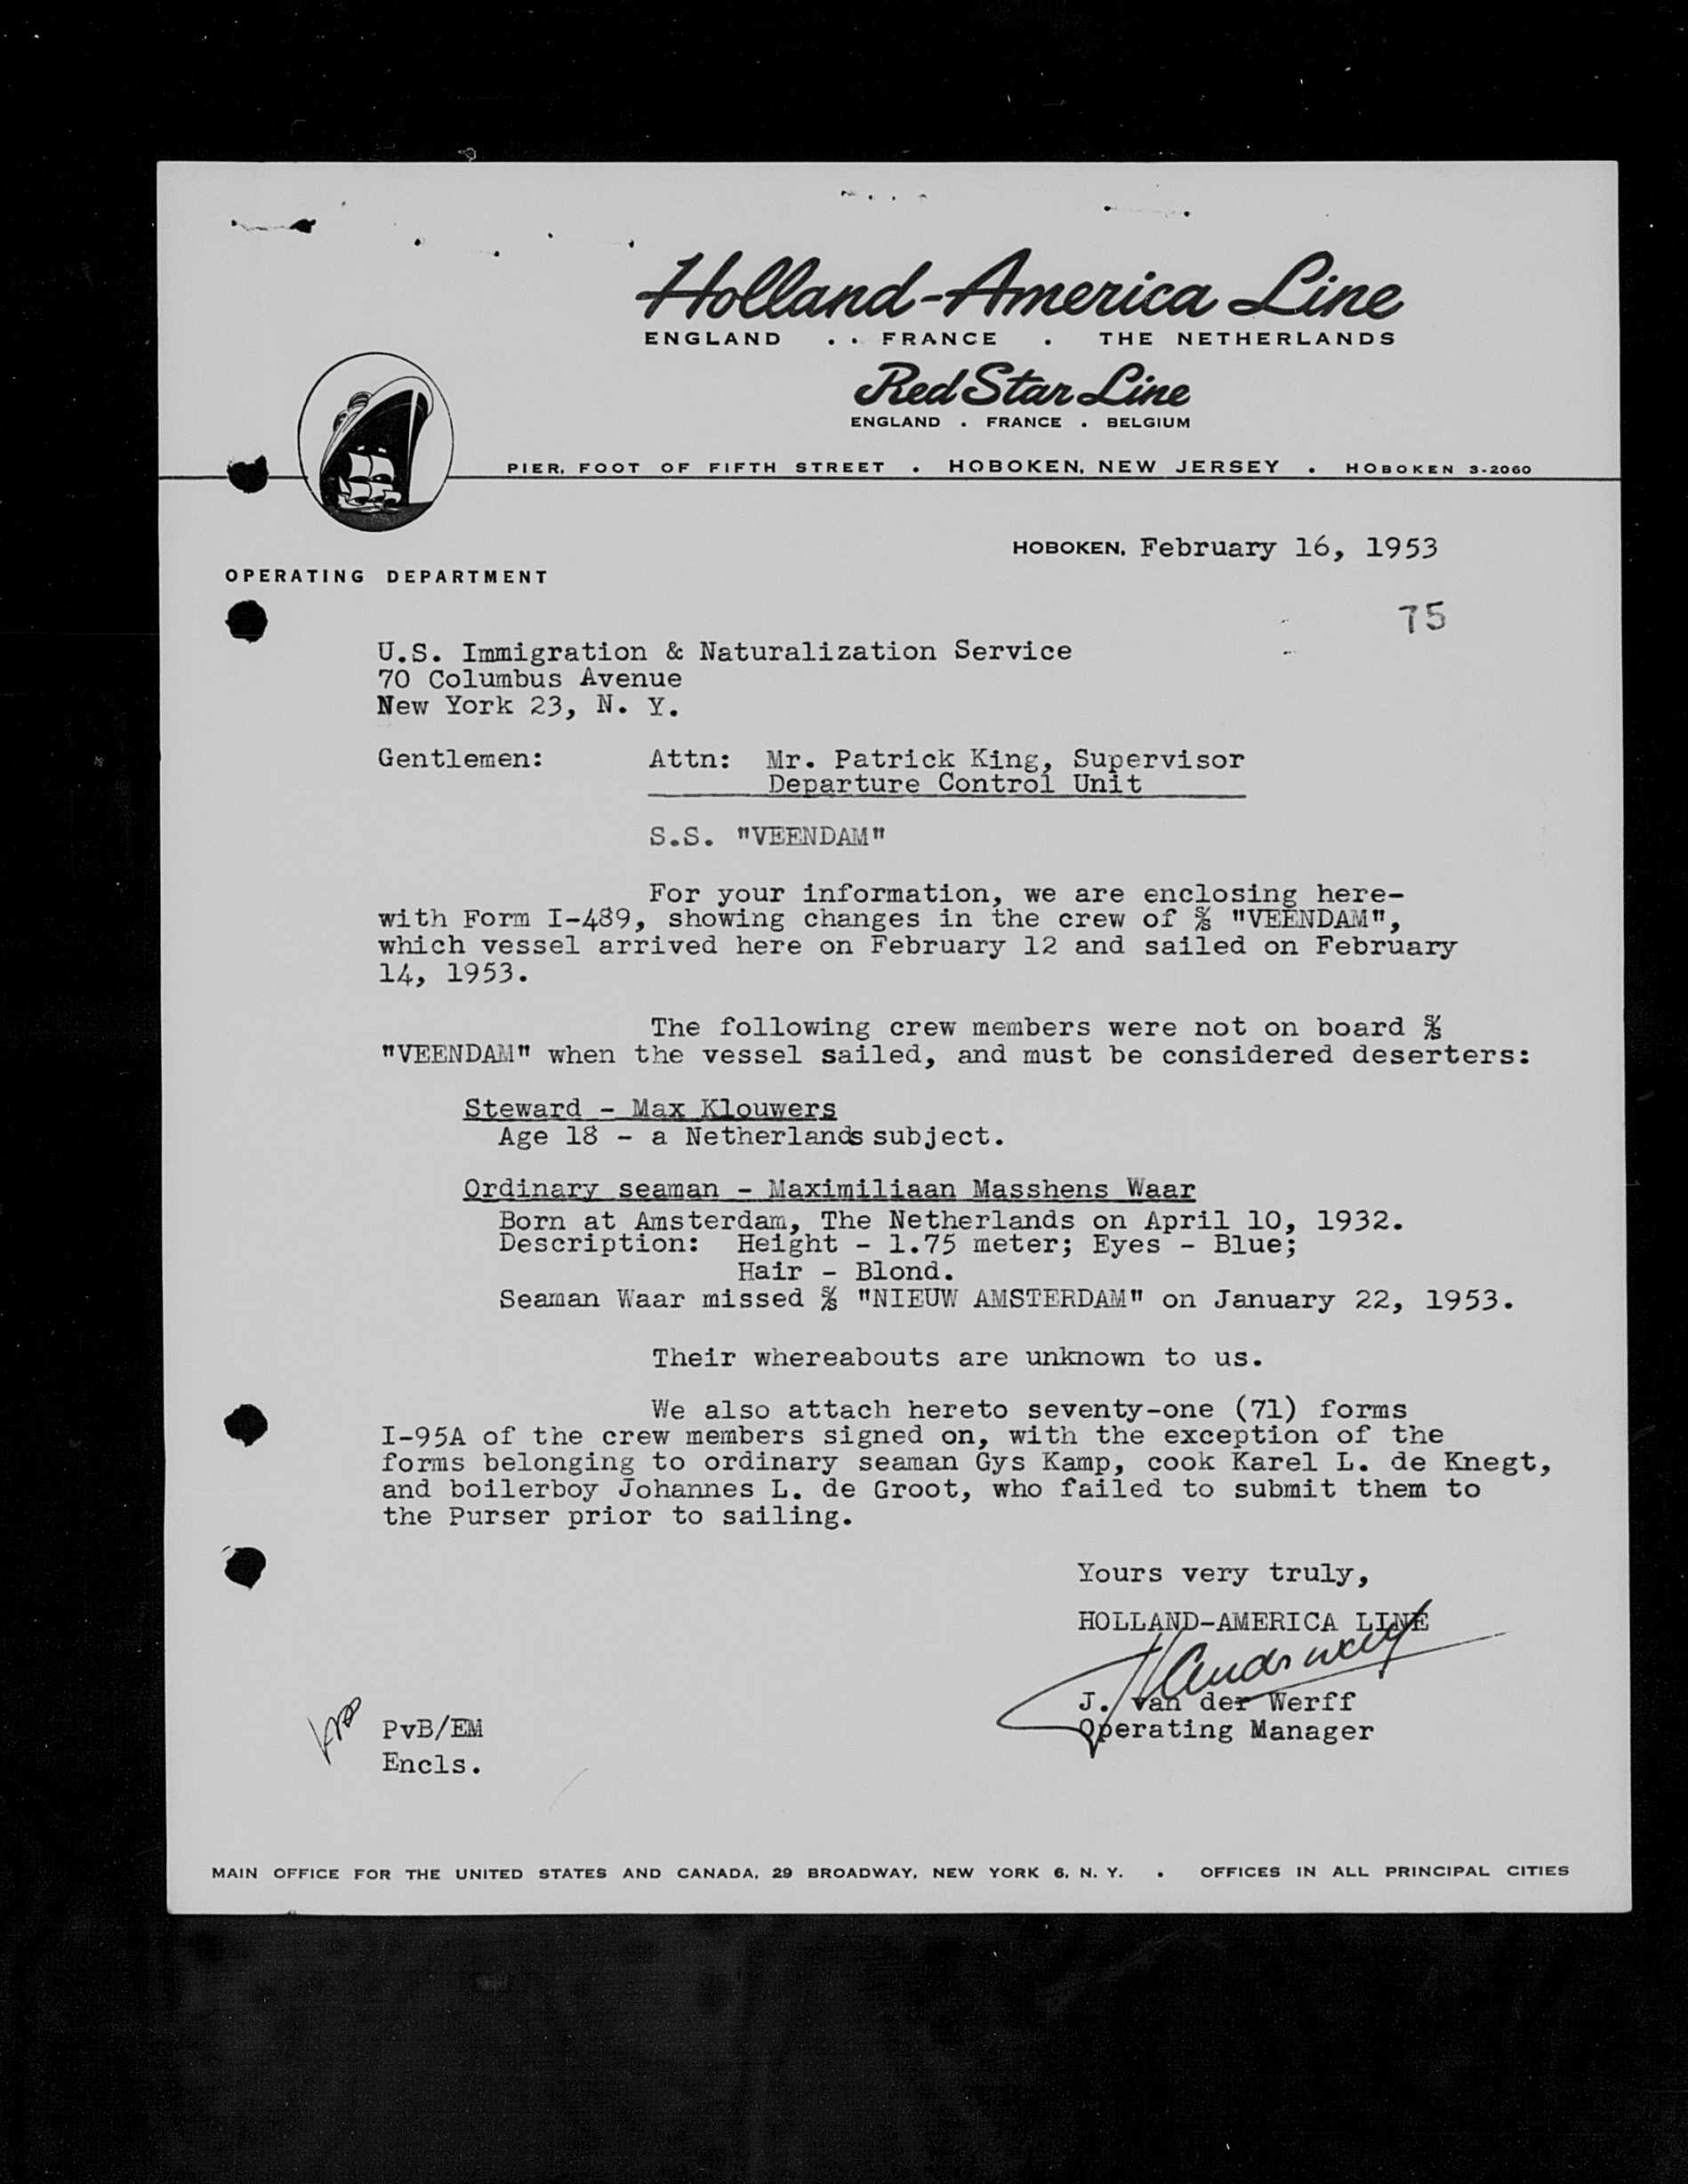 Holland-America Line
ENGLAND . . FRANCE . THE NETHERLANDS
Red Star Line
ENGLAND . FRANCE . BELGIUM
PIER, FOOT OF FIFTH STREET . HOBOKEN, NEW JERSEY . HOBOKEN 3-2060
HOBOKEN, February 16, 1953
OPERATING DEPARTMENT
75
U.S. Immigration & Naturalization Service
70 Columbus Avenue
New York 23, N. Y.
Gentlemen: Attn: Mr. Patrick King, Supervisor
Departure Control Unit
S.S. "VEENDAM"
For your information, we are enclosing here-
with Form I-489, showing changes in the crew of S/S "VEENDAM",
which vessel arrived here on February 12 and sailed on February
14, 1953.
The following crew members were not on board S/S
"VEENDAM" when the vessel sailed, and must be considered deserters:
Steward - Max Klouwers
Age 18 - a Netherlands subject.
Ordinary seaman - Maximiliaan Masshens Waar
Born at Amsterdam, The Netherlands on April 10, 1932.
Description: Height - 1.75 meter; Eyes - Blue;
Hair - Blond.
Seaman Waar missed S/S "NIEUW AMSTERDAM" on January 22, 1953.
Their whereabouts are unknown to us.
We also attach hereto seventy-one (71) forms
I-95A of the crew members signed on, with the exception of the
forms belonging to ordinary seaman Gys Kamp, cook Karel L. de Knegt,
and boilerboy Johannes L. de Groot, who failed to submit them to
the Purser prior to sailing.
Yours very truly,
HOLLAND-AMERICA LINE
J. van der Werff
Operating Manager
PvB/EM
Encls.
MAIN OFFICE FOR THE UNITED STATES AND CANADA, 29 BROADWAY, NEW YORK 6, N. Y. . OFFICES IN ALL PRINCIPAL CITIES